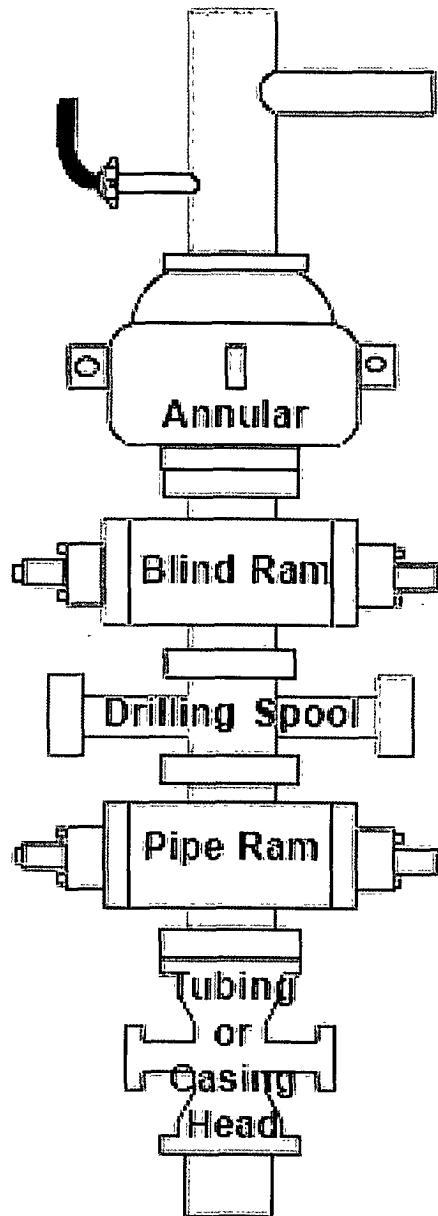 Annular
Blind Ram
Drilling Spool
Pipe Ram
Tubing
or
Casing
Head